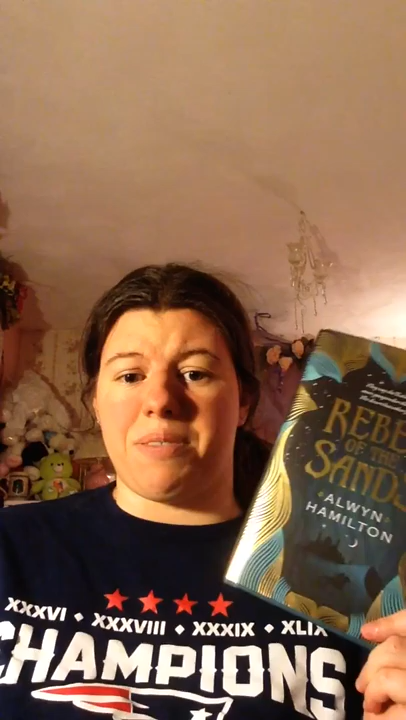 REBE
OF THE
SANDS
ALWYN
HAMILTON
XXXVI ◆ XXXVIII ◆ XXXIX ◆ XLIX
CHAMPIONS